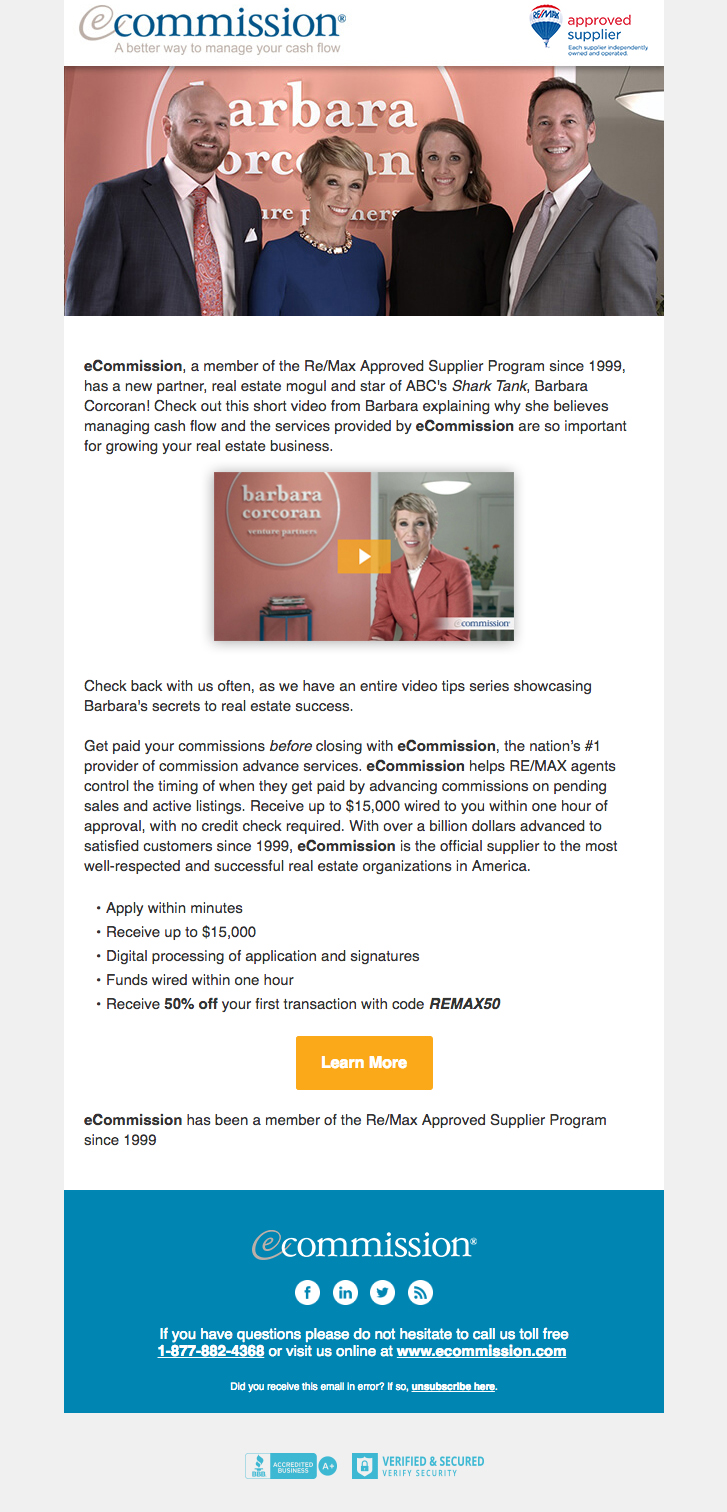 ecommission®
A better way to manage your cash flow
RE/MAX
approved
supplier
Each supplier independently
owned and operated.
barbara
corcoran
venture partners
eCommission, a member of the Re/Max Approved Supplier Program since 1999,
has a new partner, real estate mogul and star of ABC's Shark Tank, Barbara
Corcoran! Check out this short video from Barbara explaining why she believes
managing cash flow and the services provided by eCommission are so important
for growing your real estate business.
barbara
corcoran
venture partners
ecommission
Check back with us often, as we have an entire video tips series showcasing
Barbara's secrets to real estate success.
Get paid your commissions before closing with eCommission, the nation's #1
provider of commission advance services. eCommission helps RE/MAX agents
control the timing of when they get paid by advancing commissions on pending
sales and active listings. Receive up to $15,000 wired to you within one hour of
approval, with no credit check required. With over a billion dollars advanced to
satisfied customers since 1999, eCommission is the official supplier to the most
well-respected and successful real estate organizations in America.
• Apply within minutes
• Receive up to $15,000
• Digital processing of application and signatures
• Funds wired within one hour
• Receive 50% off your first transaction with code REMAX50
Learn More
eCommission has been a member of the Re/Max Approved Supplier Program
since 1999
ecommission®
If you have questions please do not hesitate to call us toll free
1-877-882-4368 or visit us online at www.ecommission.com
Did you receive this email in error? If so, unsubscribe here.
BBB
ACCREDITED
BUSINESS
A+
VERIFIED & SECURED
VERIFY SECURITY